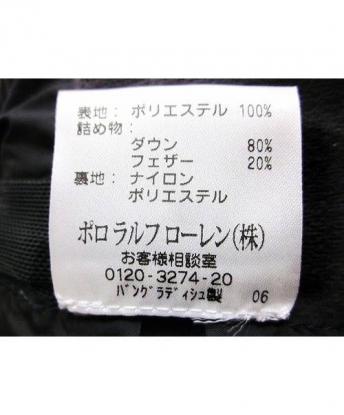 表地: ポリエステル 100%
詰め物:
ダウン 80%
フェザー 20%
裏地: ナイロン
ポリエステル
ポロ ラルフ ローレン(株)
お客様相談室
0120-3274-20
バングラディシュ製 06